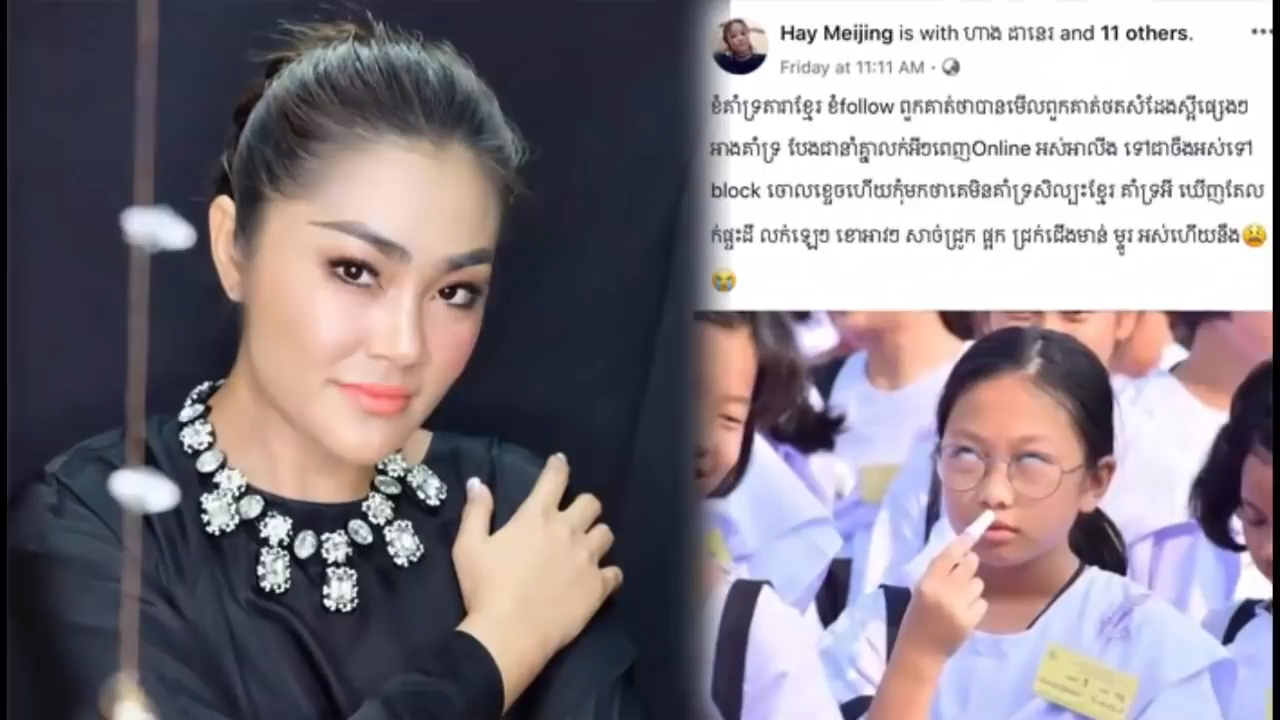 Hay Meijing is with ហាង ដានេរ and 11 others.
Friday at 11:11 AM
ខំគាំទ្រតារាខ្មែរ ខំfollow ពួកគាត់ថាបានមើលពួកគាត់ថតសំដែងស្អីផ្សេងៗ
អាងគាំទ្រ បែងជានាំគ្នាលក់អីៗពេញOnline អស់អាលីង ទៅជាចឹងអស់ទៅ
block ចោលខ្ទេចហើយកុំមកថាគេមិនគាំទ្រសិល្បះខ្មែរ គាំទ្រអី ឃើញតែល
ក់ផ្ទះដី លក់ឡេៗ ខោអាវៗ សាច់ជ្រូក ផ្អក ជ្រក់ជើងមាន់ ម្ជូរ អស់ហើយនឹង